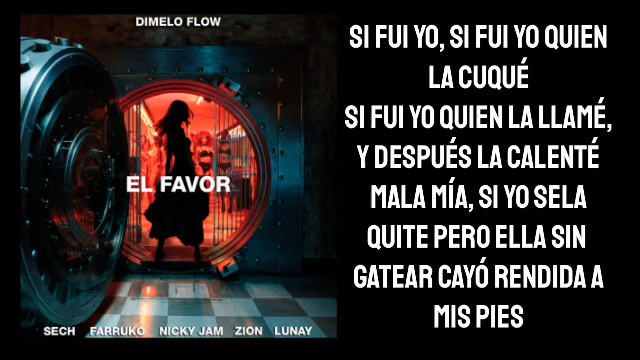 DIMELO FLOW
EL FAVOR
SECH FARRUKO NICKY JAM ZION LUNAY
SI FUI YO, SI FUI YO QUIEN
LA CUQUÉ
SI FUI YO QUIEN LA LLAMÉ,
Y DESPUÉS LA CALENTÉ
MALA MÍA, SI YO SELA
QUITE PERO ELLA SIN
GATEAR CAYÓ RENDIDA A
MIS PIES